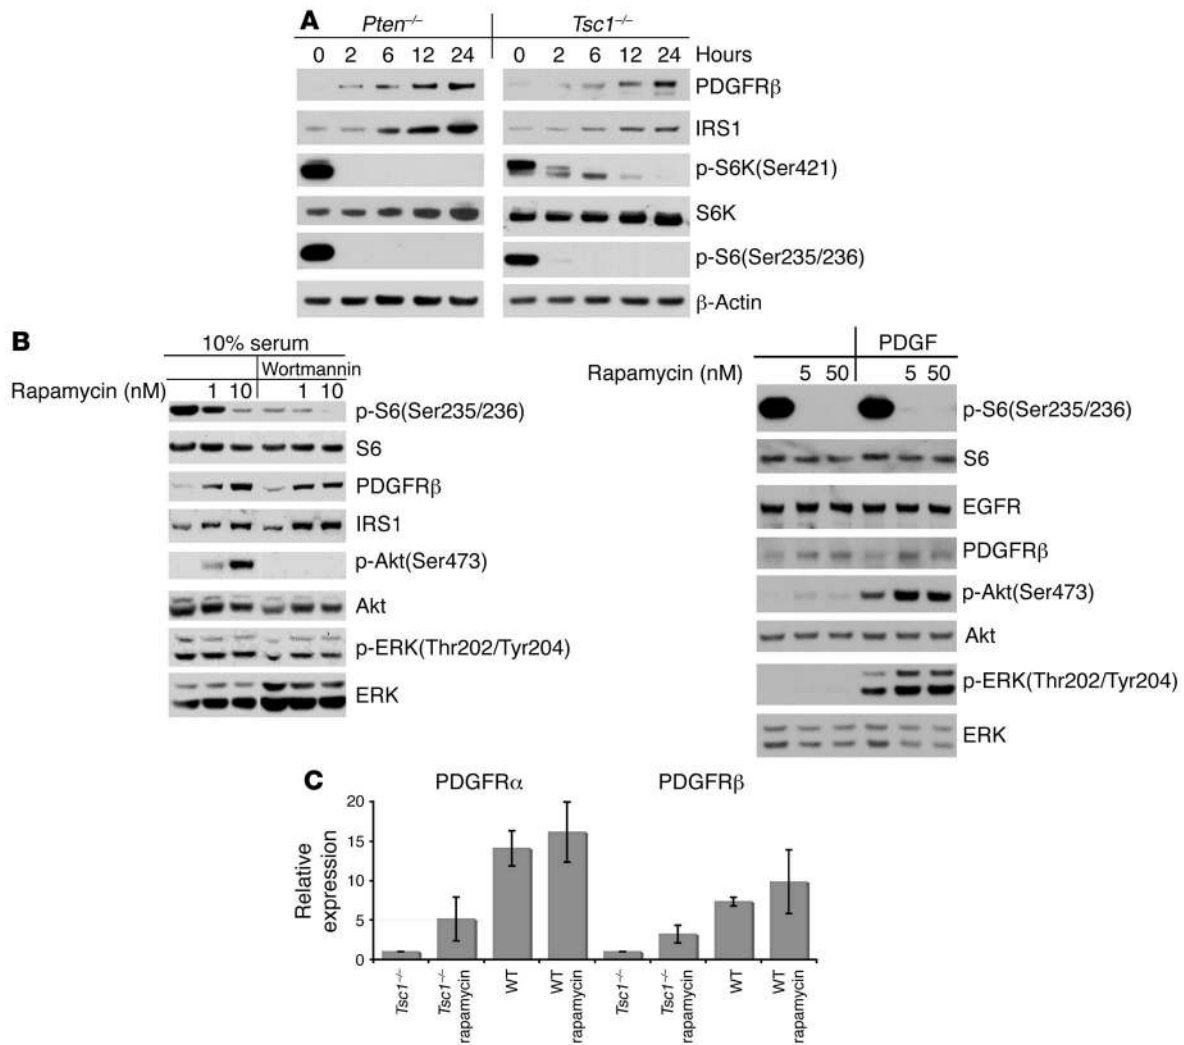 A
Pten–/– Tsc1–/–
0 2 6 12 24 0 2 6 12 24 Hours
PDGFRβ
IRS1
p-S6K(Ser421)
S6K
p-S6(Ser235/236)
β-Actin
B
10% serum
Wortmannin
Rapamycin (nM) 1 10 1 10
p-S6(Ser235/236)
S6
PDGFRβ
IRS1
p-Akt(Ser473)
Akt
p-ERK(Thr202/Tyr204)
ERK
PDGF
Rapamycin (nM) 5 50 5 50
p-S6(Ser235/236)
S6
EGFR
PDGFRβ
p-Akt(Ser473)
Akt
p-ERK(Thr202/Tyr204)
ERK
C
PDGFRα PDGFRβ
Relative
expression
20
15
10
5
0
Tsc1–/–
Tsc1–/–
rapamycin
WT
WT
rapamycin
Tsc1–/–
Tsc1–/–
rapamycin
WT
WT
rapamycin